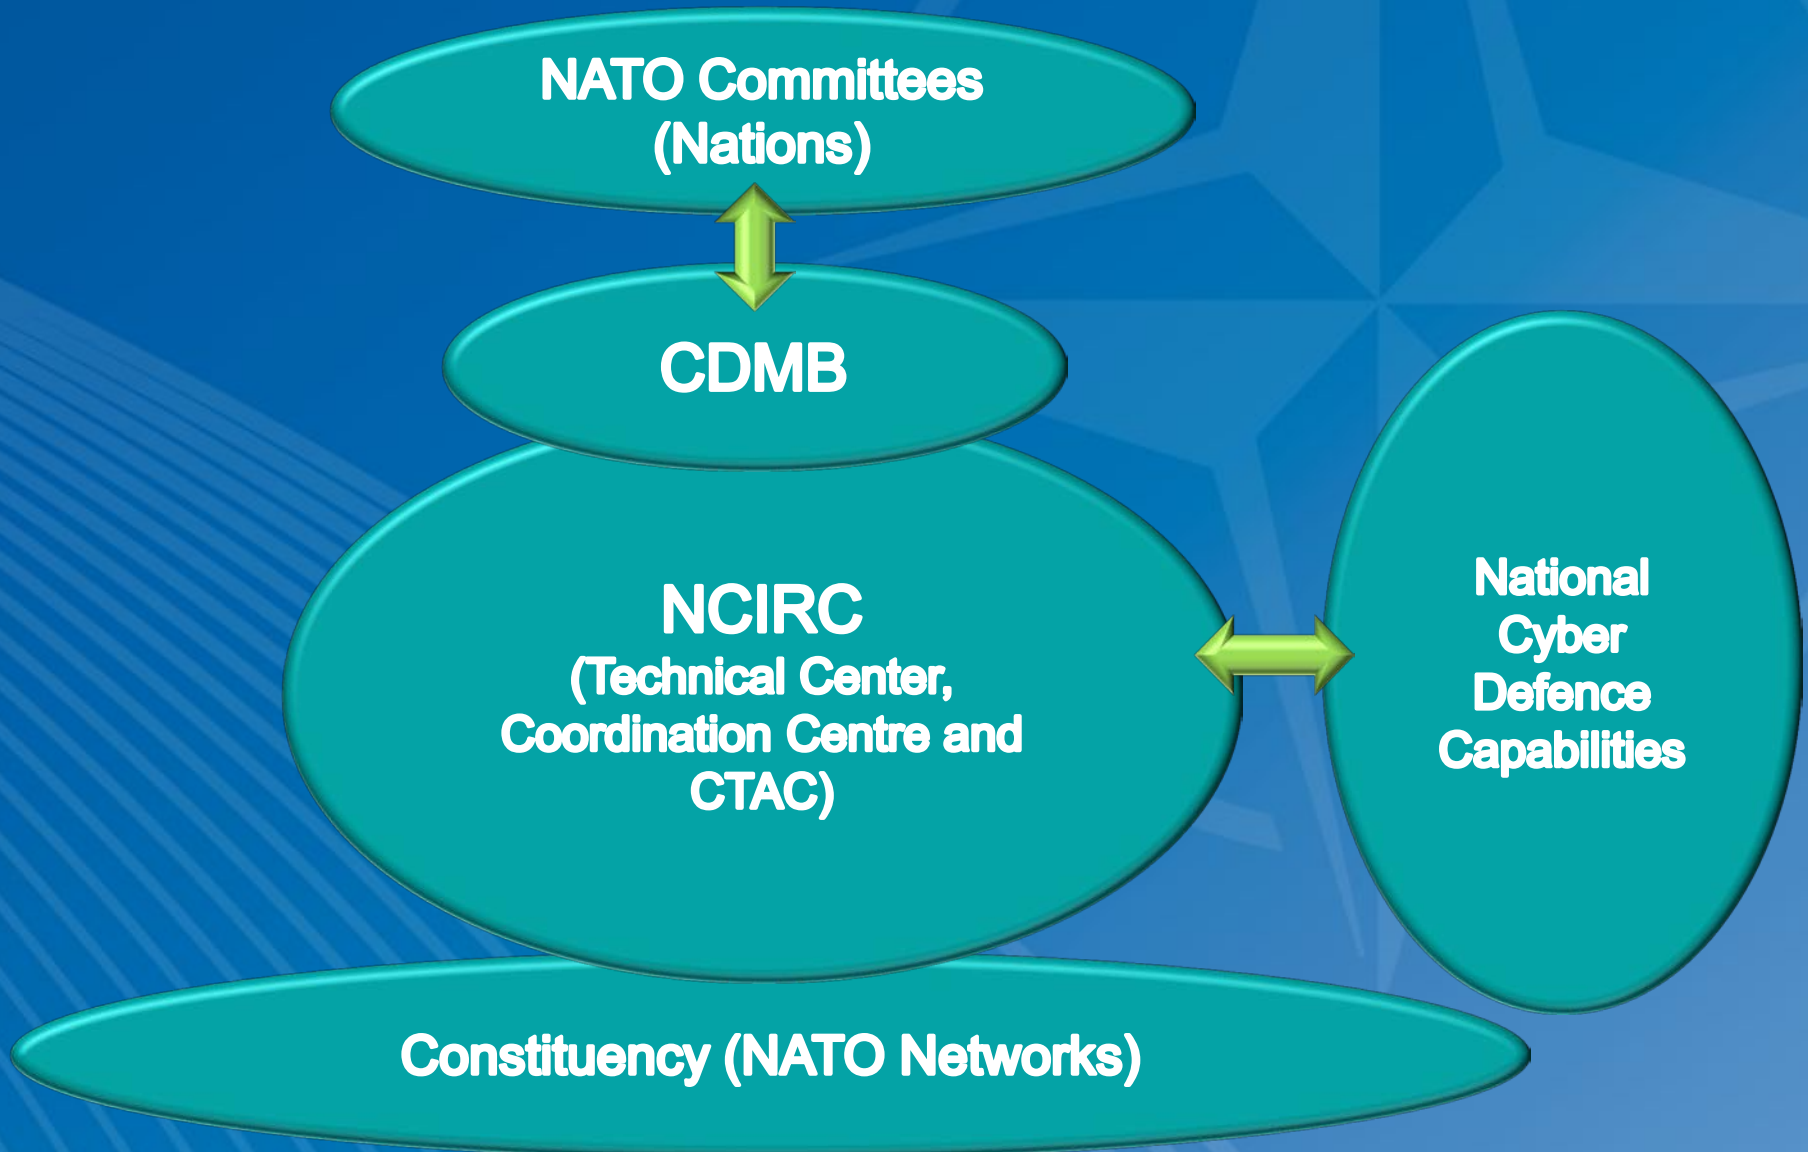 NATO Committees
(Nations)
CDMB
NCIRC
(Technical Center,
Coordination Centre and
CTAC)
National
Cyber
Defence
Capabilities
Constituency (NATO Networks)